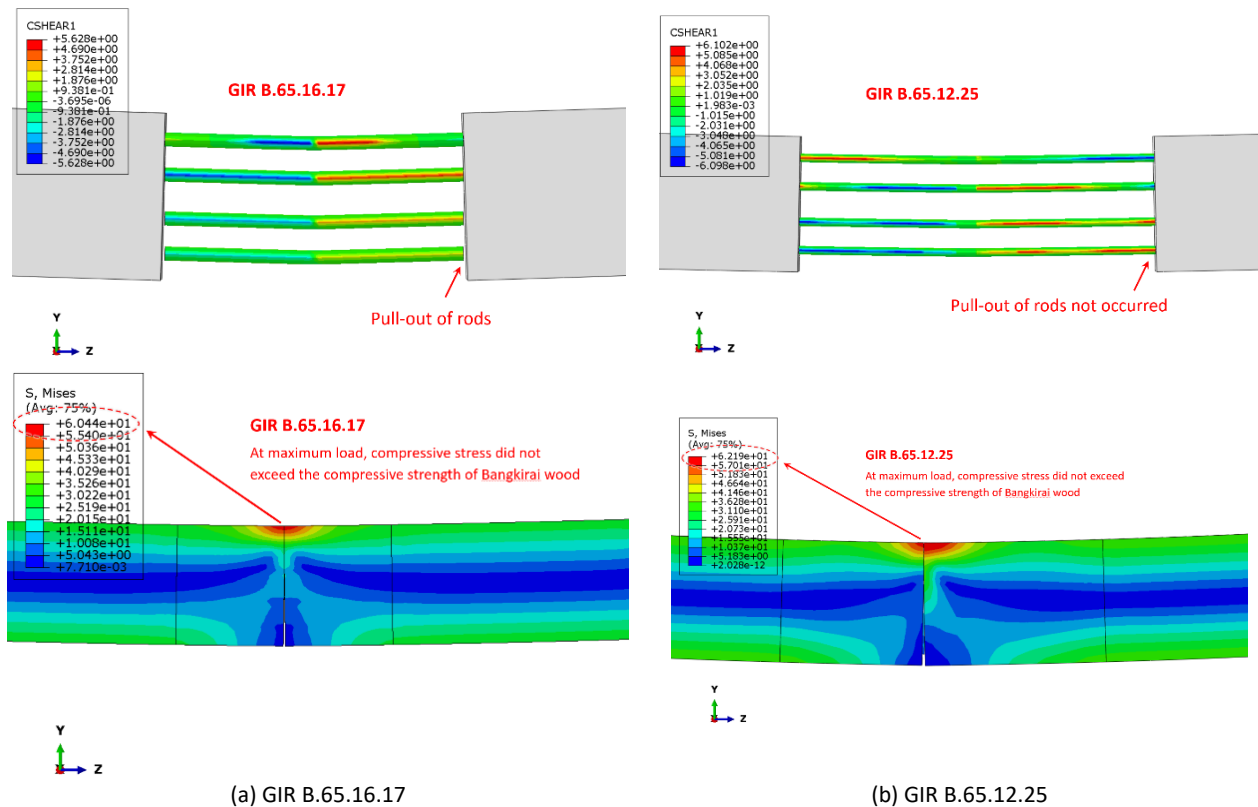 CSHEAR1
+5.628e+00
+4.690e+00
+3.752e+00
+2.814e+00
+1.876e+00
+9.381e-01
-3.695e-06
-9.381e-01
-1.876e+00
-2.814e+00
-3.752e+00
-4.690e+00
-5.628e+00
GIR B.65.16.17
Pull-out of rods
Y
Z
CSHEAR1
+6.102e+00
+5.085e+00
+4.068e+00
+3.052e+00
+2.035e+00
+1.019e+00
+1.983e-03
-1.015e+00
-2.031e+00
-3.048e+00
-4.065e+00
-5.081e+00
-6.098e+00
GIR B.65.12.25
Pull-out of rods not occurred
Y
Z
S, Mises
(Avg: 75%)
+6.044e+01
+5.540e+01
+5.036e+01
+4.533e+01
+4.029e+01
+3.526e+01
+3.022e+01
+2.519e+01
+2.015e+01
+1.511e+01
+1.008e+01
+5.043e+00
+7.710e-03
GIR B.65.16.17
At maximum load, compressive stress did not
exceed the compressive strength of Bangkirai wood
Y
Z
S, Mises
(Avg: 75%)
+6.219e+01
+5.701e+01
+5.183e+01
+4.664e+01
+4.146e+01
+3.628e+01
+3.110e+01
+2.591e+01
+2.073e+01
+1.555e+01
+1.037e+01
+5.183e+00
+2.028e-12
GIR B.65.12.25
At maximum load, compressive stress did not exceed
the compressive strength of Bangkirai wood
Y
Z
(a) GIR B.65.16.17
(b) GIR B.65.12.25